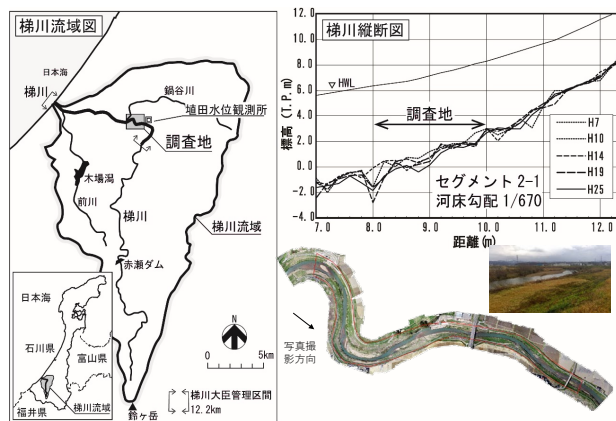 梯川流域図
日本海
梯川
鍋谷川
埴田水位観測所
調査地
木場潟
前川
梯川
梯川流域
赤瀬ダム
日本海
石川県
富山県
福井県
梯川流域
鈴ヶ岳
N
0 5km
梯川大臣管理区間
12.2km
梯川縦断図
標高(T.P.m)
12.0
10.0
8.0
6.0
4.0
2.0
0.0
-2.0
-4.0
▽HWL
調査地
セグメント2-1
河床勾配 1/670
H7
H10
H14
H19
H25
7.0 8.0 9.0 10.0 11.0 12.0
距離(m)
写真撮
影方向